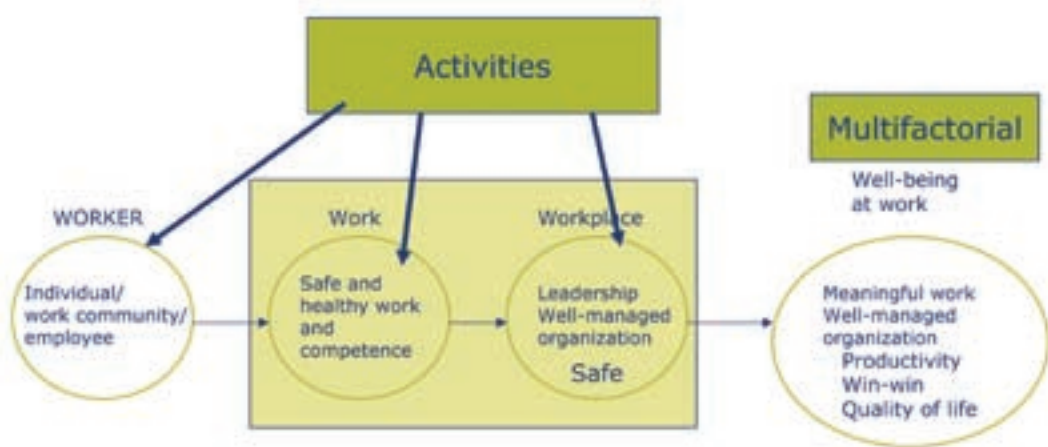 Activities
Multifactorial
Well-being
at work
WORKER
Individual/
work community/
employee
Work
Safe and
healthy work
and
competence
Workplace
Leadership
Well-managed
organization
Safe
Meaningful work
Well-managed
organization
Productivity
Win-win
Quality of life